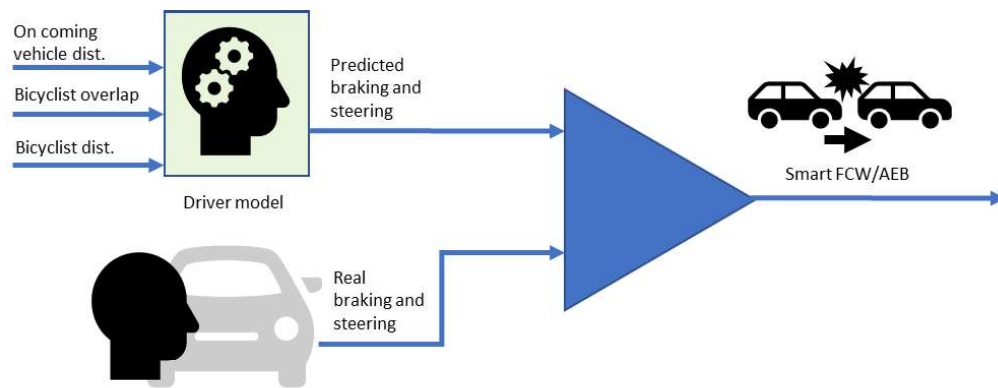 On coming
vehicle dist.
Bicyclist overlap
Bicyclist dist.
Driver model
Predicted
braking and
steering
Real
braking and
steering
Smart FCW/AEB